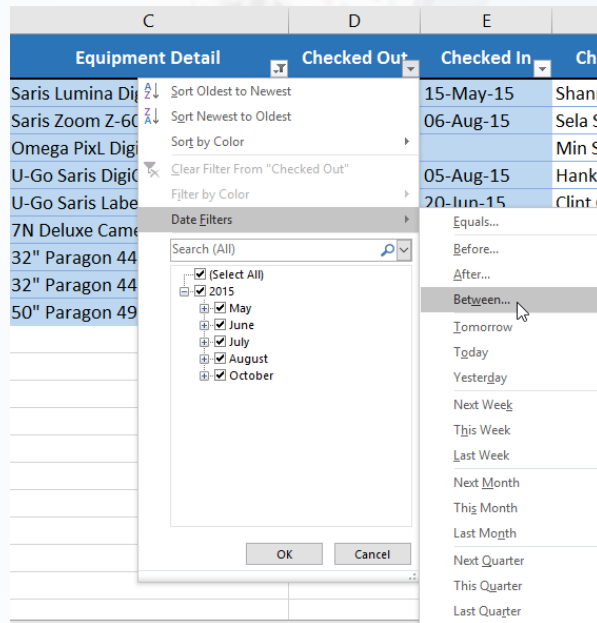 C D E
Equipment Detail Checked Out Checked In Ch
Saris Lumina Dig 15-May-15 Shan
Saris Zoom Z-60 06-Aug-15 Sela S
Omega PixL Digi Min S
U-Go Saris DigiC 05-Aug-15 Hank
U-Go Saris Labe 20-Jun-15 Clint
7N Deluxe Came
32" Paragon 44
32" Paragon 44
50" Paragon 49
Sort Oldest to Newest
Sort Newest to Oldest
Sort by Color
Clear Filter From "Checked Out"
Filter by Color
Date Filters
Search (All)
(Select All)
2015
May
June
July
August
October
OK Cancel
Equals...
Before...
After...
Between...
Tomorrow
Today
Yesterday
Next Week
This Week
Last Week
Next Month
This Month
Last Month
Next Quarter
This Quarter
Last Quarter